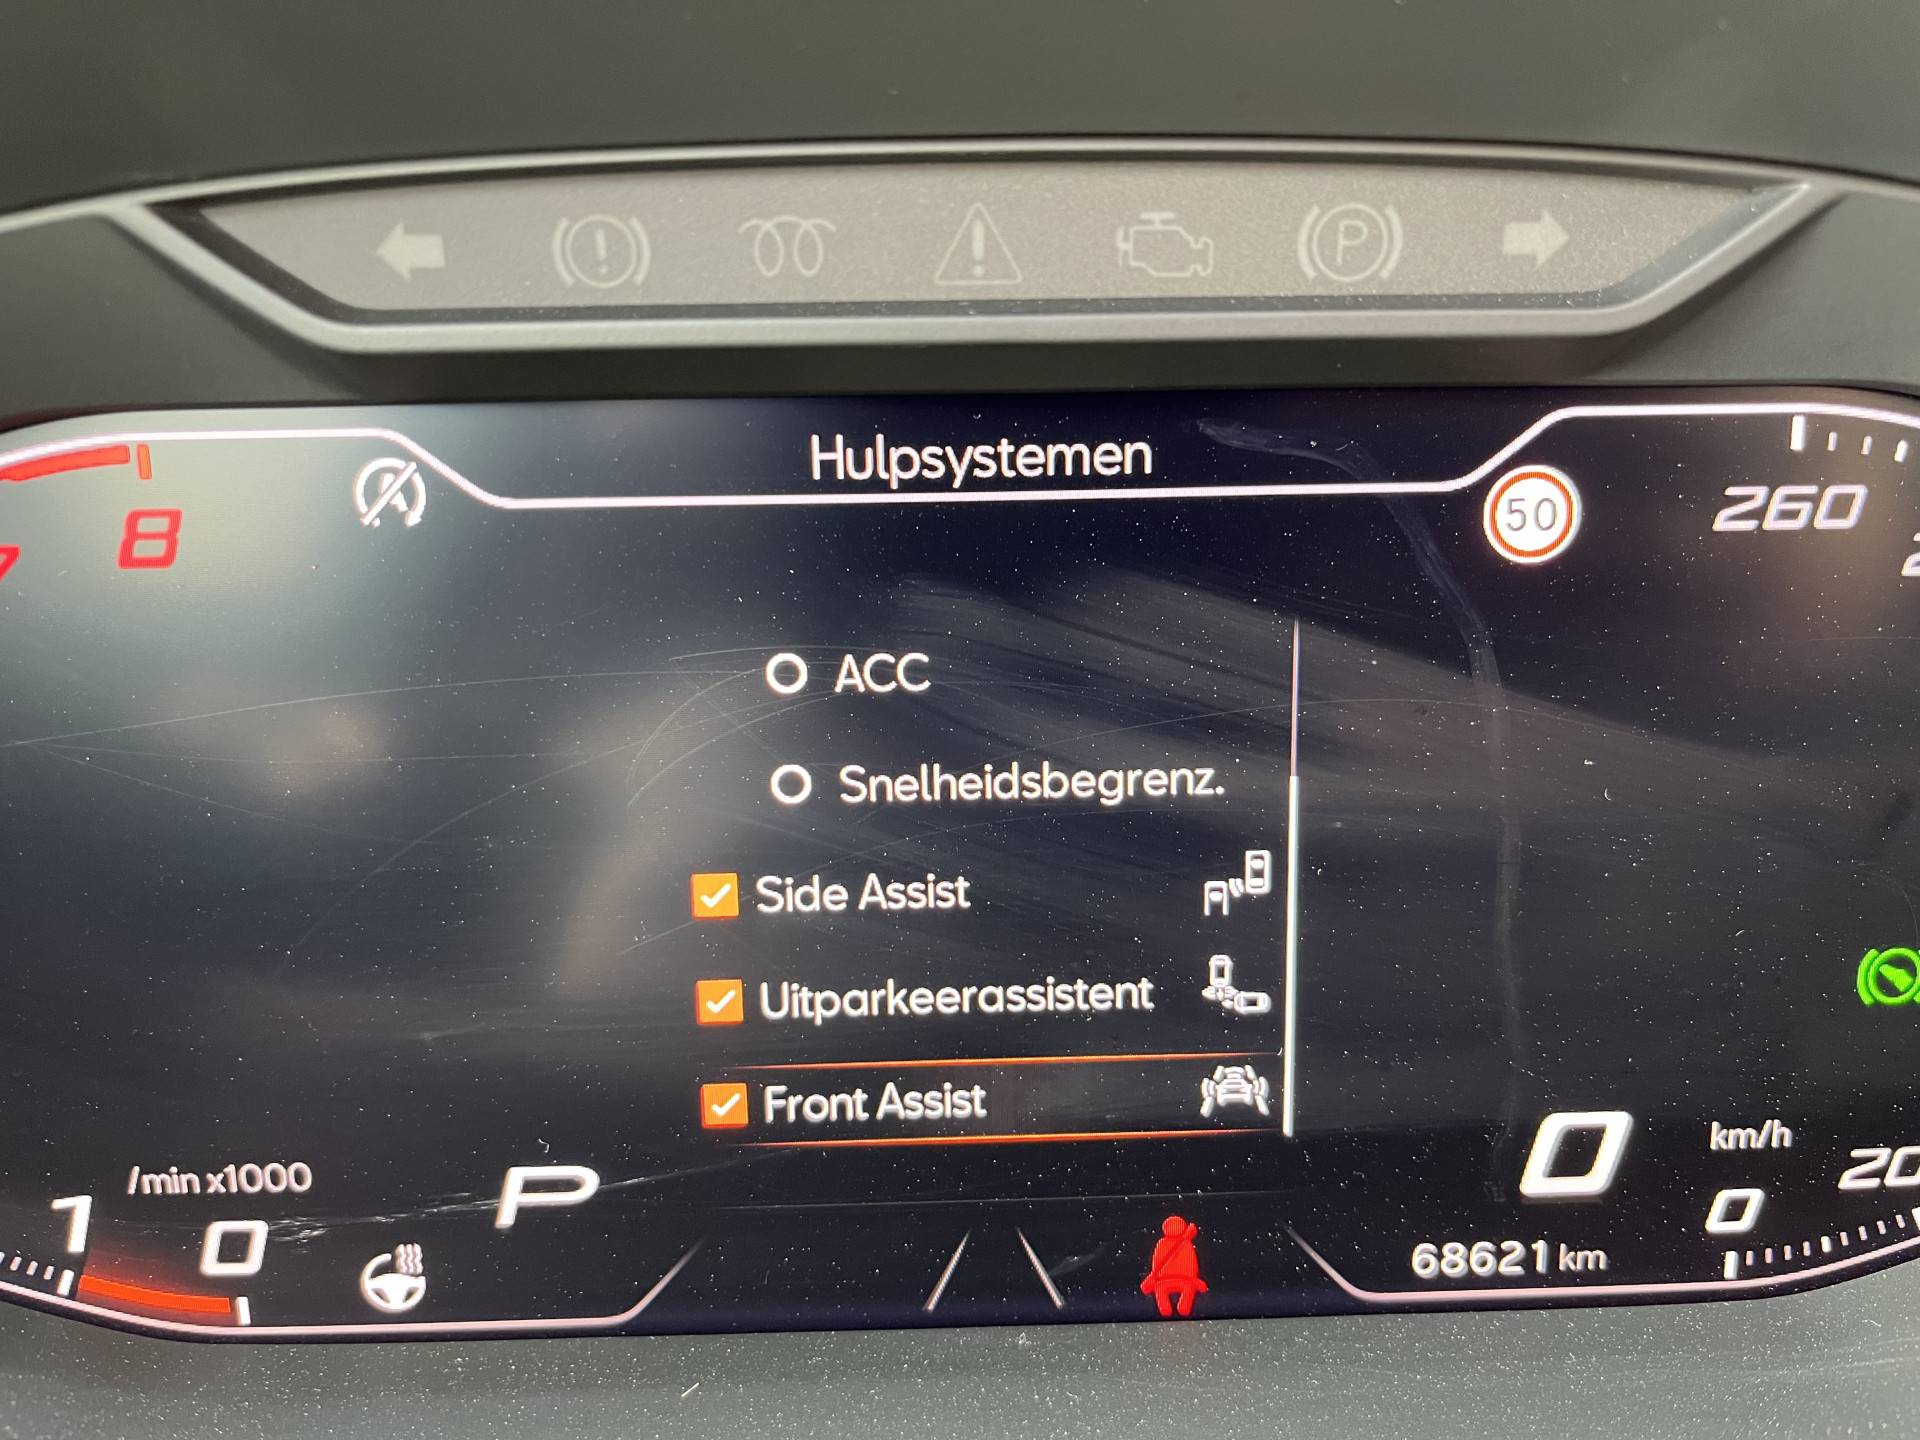 P
Hulpsystemen
8
50
260
ACC
Snelheidsbegrenz.
Side Assist
Uitparkeerassistent
Front Assist
/min x1000
1
0
P
0
km/h
0
20
68621 km